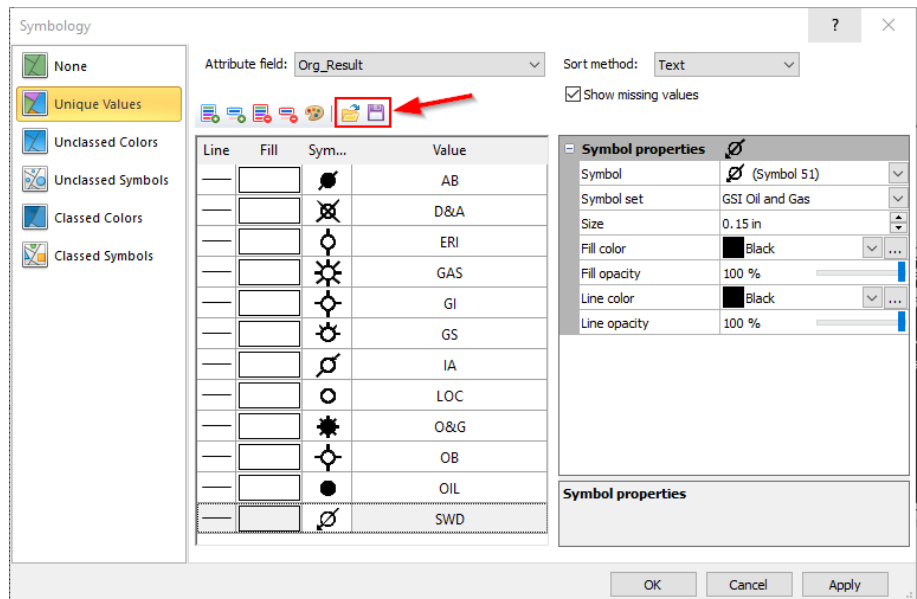 Symbology ?
None
Unique Values
Unclassed Colors
Unclassed Symbols
Classed Colors
Classed Symbols
Attribute field: Org_Result
Sort method: Text
Show missing values
Line Fill Sym... Value
AB
D&A
ERI
GAS
GI
GS
IA
LOC
O&G
OB
OIL
SWD
Symbol properties
Symbol (Symbol 51)
Symbol set GSI Oil and Gas
Size 0.15 in
Fill color Black ...
Fill opacity 100 %
Line color Black ...
Line opacity 100 %
Symbol properties
OK Cancel Apply